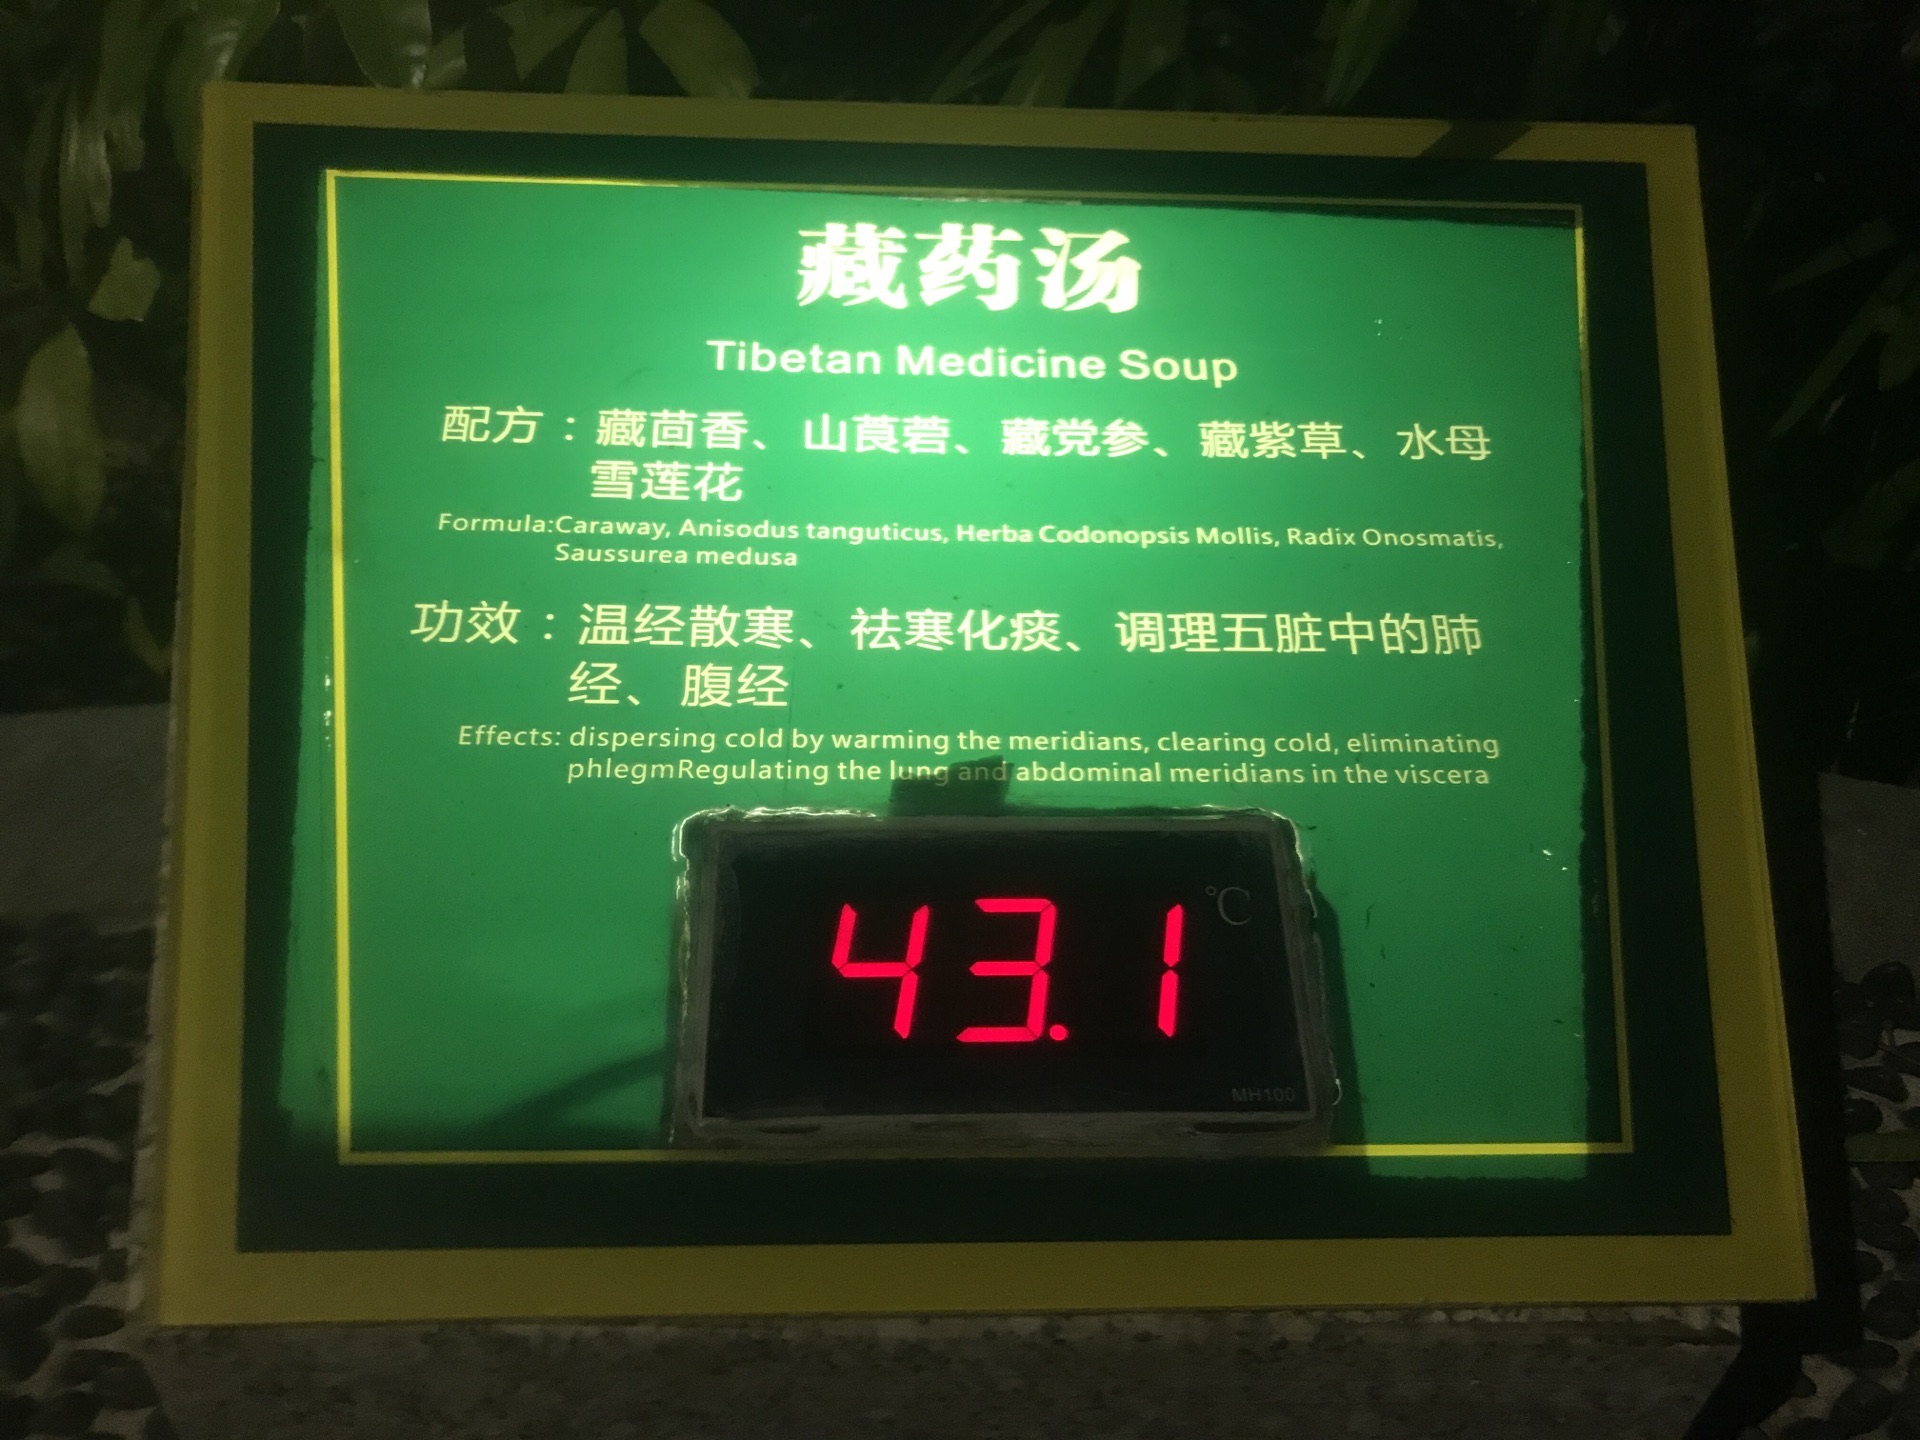 藏药汤
Tibetan Medicine Soup
配方：藏茴香、山莨菪、藏党参、藏紫草、水母
雪莲花
Formula:Caraway, Anisodus tanguticus, Herba Codonopsis Mollis, Radix Onosmatis,
Saussurea medusa
功效：温经散寒、祛寒化痰、调理五脏中的肺
经、腹经
Effects: dispersing cold by warming the meridians, clearing cold, eliminating
phlegmRegulating the lung and abdominal meridians in the viscera
43.1 °C
MH100